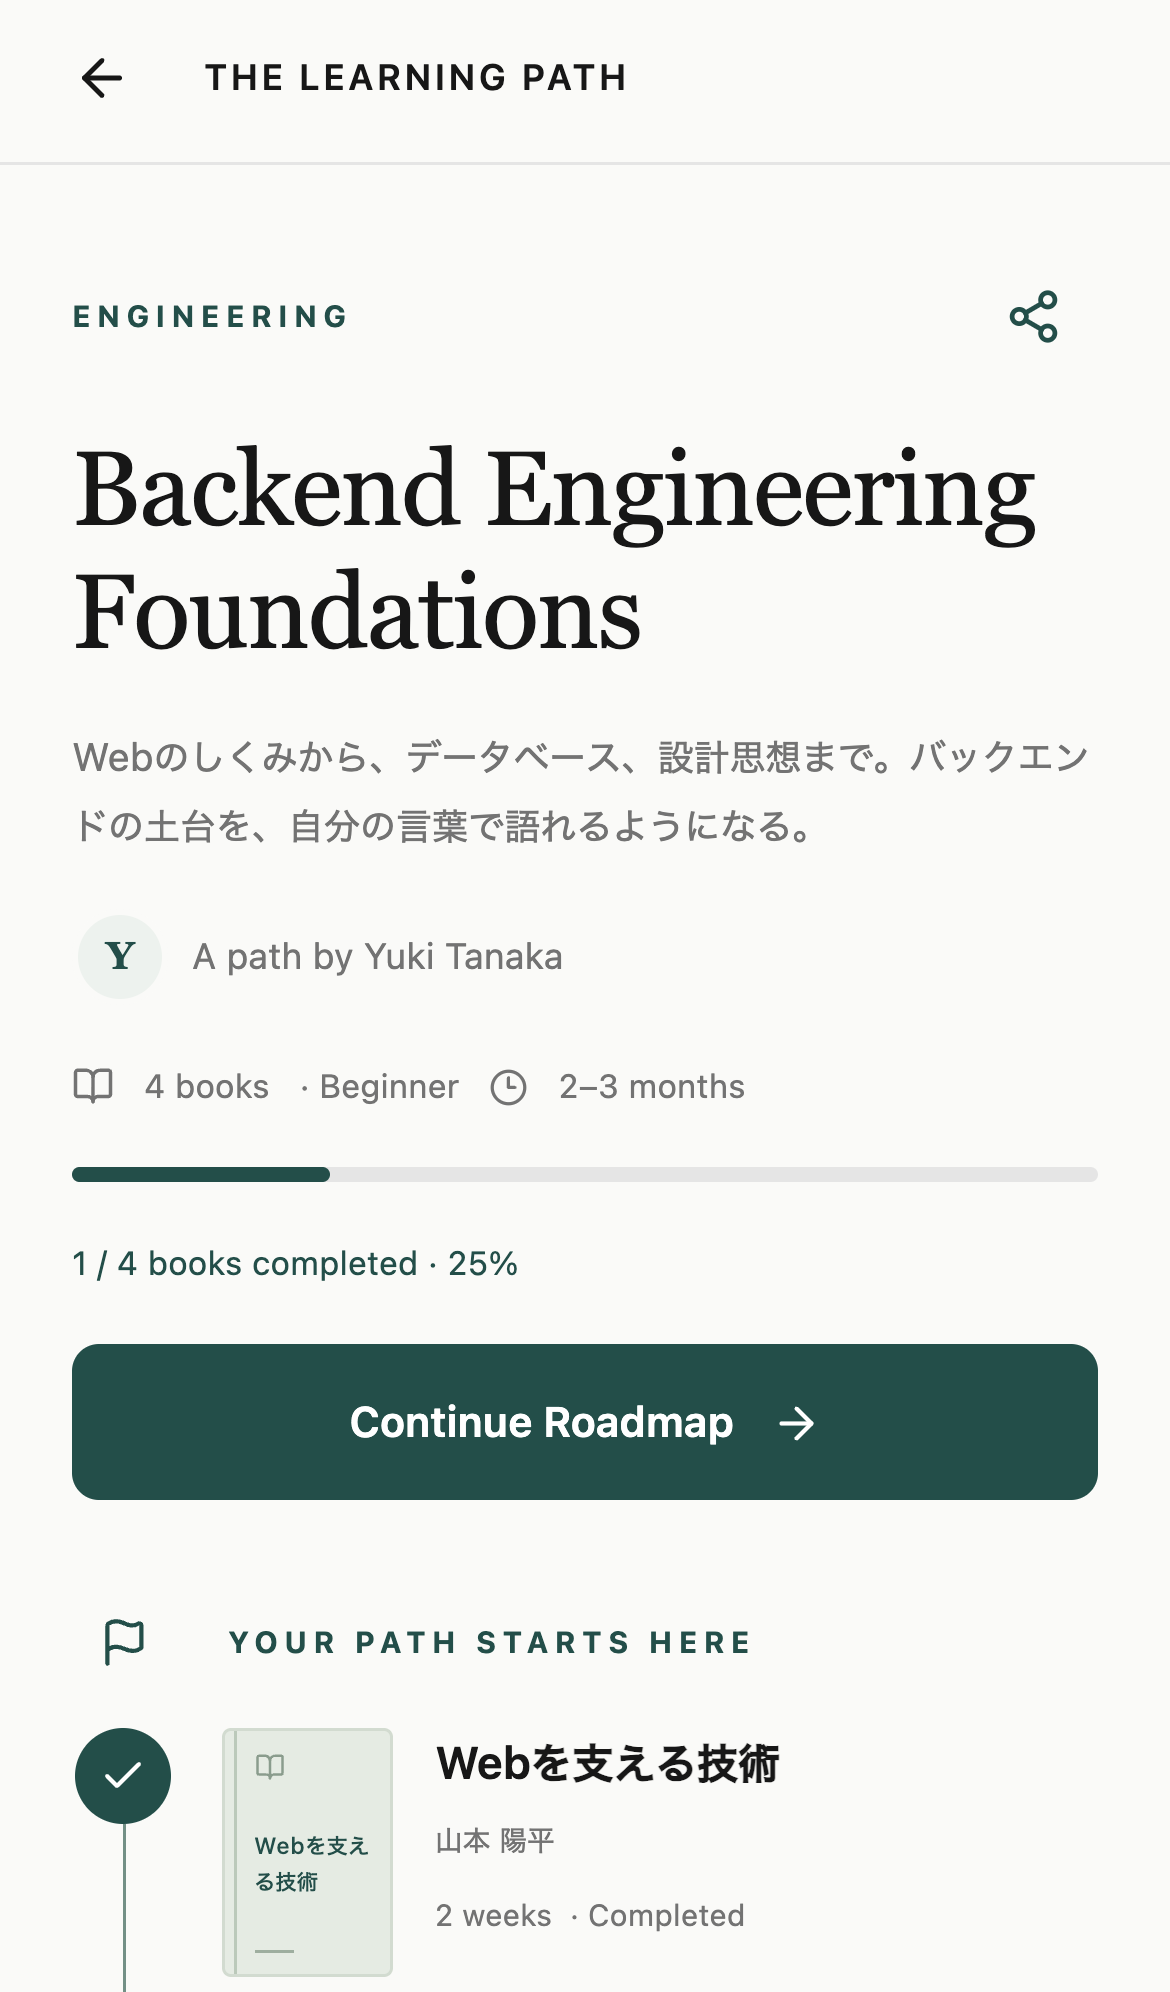 THE LEARNING PATH
ENGINEERING
Backend Engineering
Foundations
Webのしくみから、データベース、設計思想まで。バックエン
ドの土台を、自分の言葉で語れるようになる。
Y A path by Yuki Tanaka
4 books · Beginner 2–3 months
1 / 4 books completed · 25%
Continue Roadmap →
YOUR PATH STARTS HERE
Webを支え
る技術
Webを支える技術
山本 陽平
2 weeks · Completed